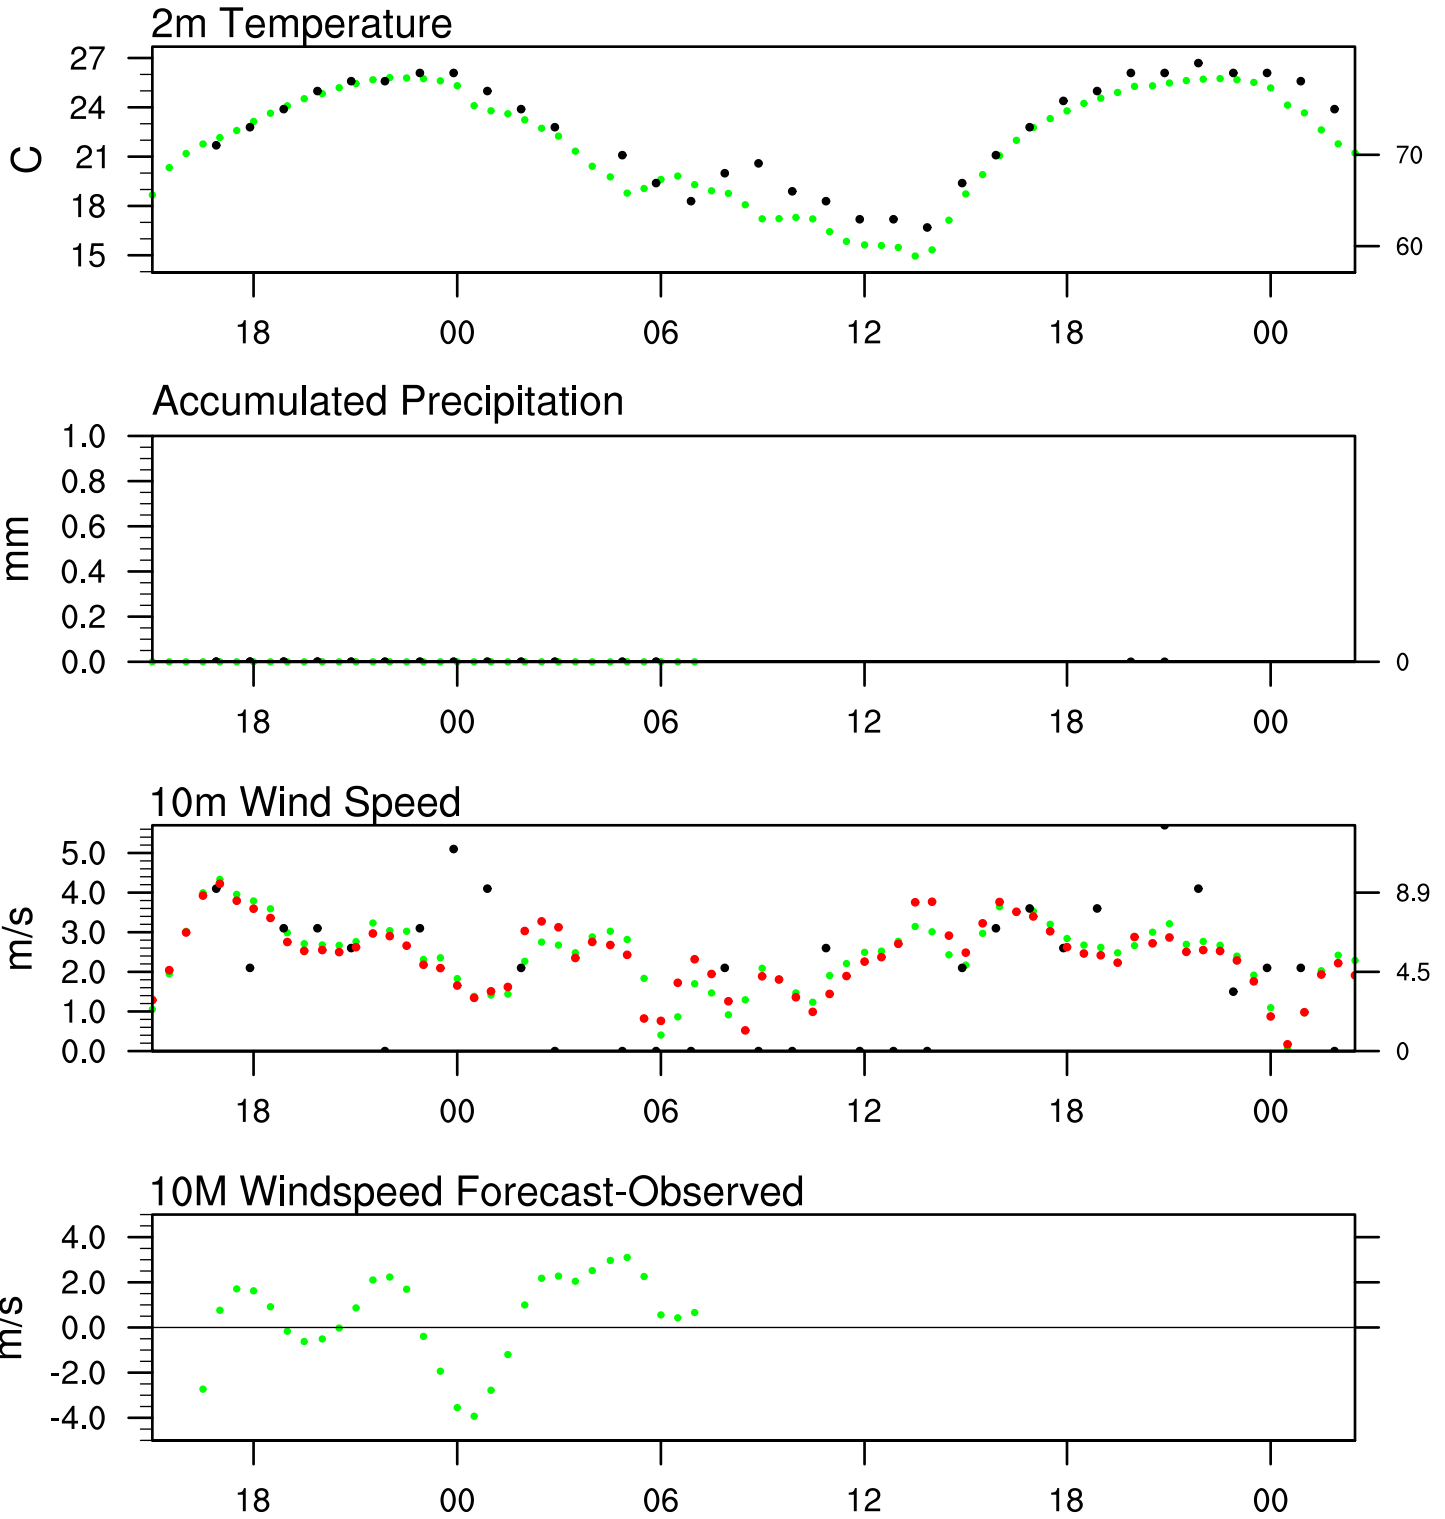 2m Temperature
27
24
21
18
15
C
70
60
18 00 06 12 18 00
Accumulated Precipitation
1.0
0.8
0.6
0.4
0.2
0.0
mm
0
18 00 06 12 18 00
10m Wind Speed
5.0
4.0
3.0
2.0
1.0
0.0
m/s
8.9
4.5
0
18 00 06 12 18 00
10M Windspeed Forecast-Observed
4.0
2.0
0.0
-2.0
-4.0
m/s
18 00 06 12 18 00